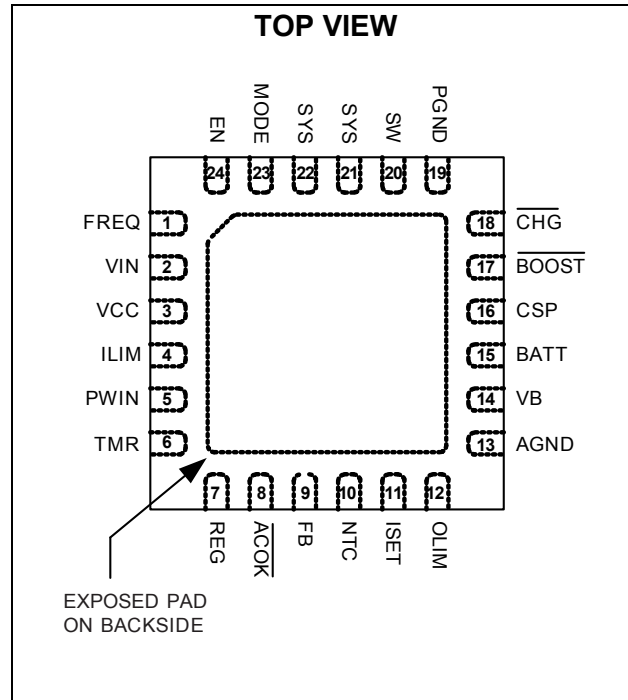 TOP VIEW
EN
MODE
SYS
SYS
SW
PGND
24
23
22
21
20
19
FREQ 1
VIN 2
VCC 3
ILIM 4
PWIN 5
TMR 6
18 CHG
17 BOOST
16 CSP
15 BATT
14 VB
13 AGND
7
8
9
10
11
12
REG
ACOK
FB
NTC
ISET
OLIM
EXPOSED PAD
ON BACKSIDE